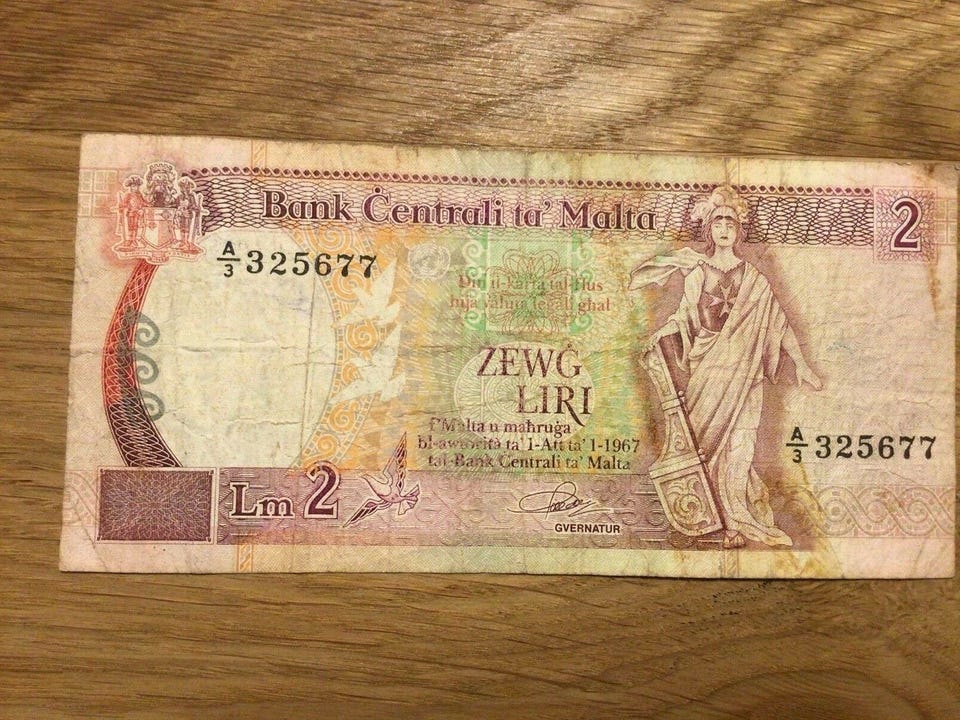 Bank Ċentrali ta' Malta
2
A/3 325677
Din il-karta tal-flus
hija valuta legali għal
ŻEWĠ
LIRI
f'Malta u maħruġa
bl-awtorità ta' l-Att ta' l-1967
tal-Bank Ċentrali ta' Malta
A/3 325677
Lm 2
GVERNATUR